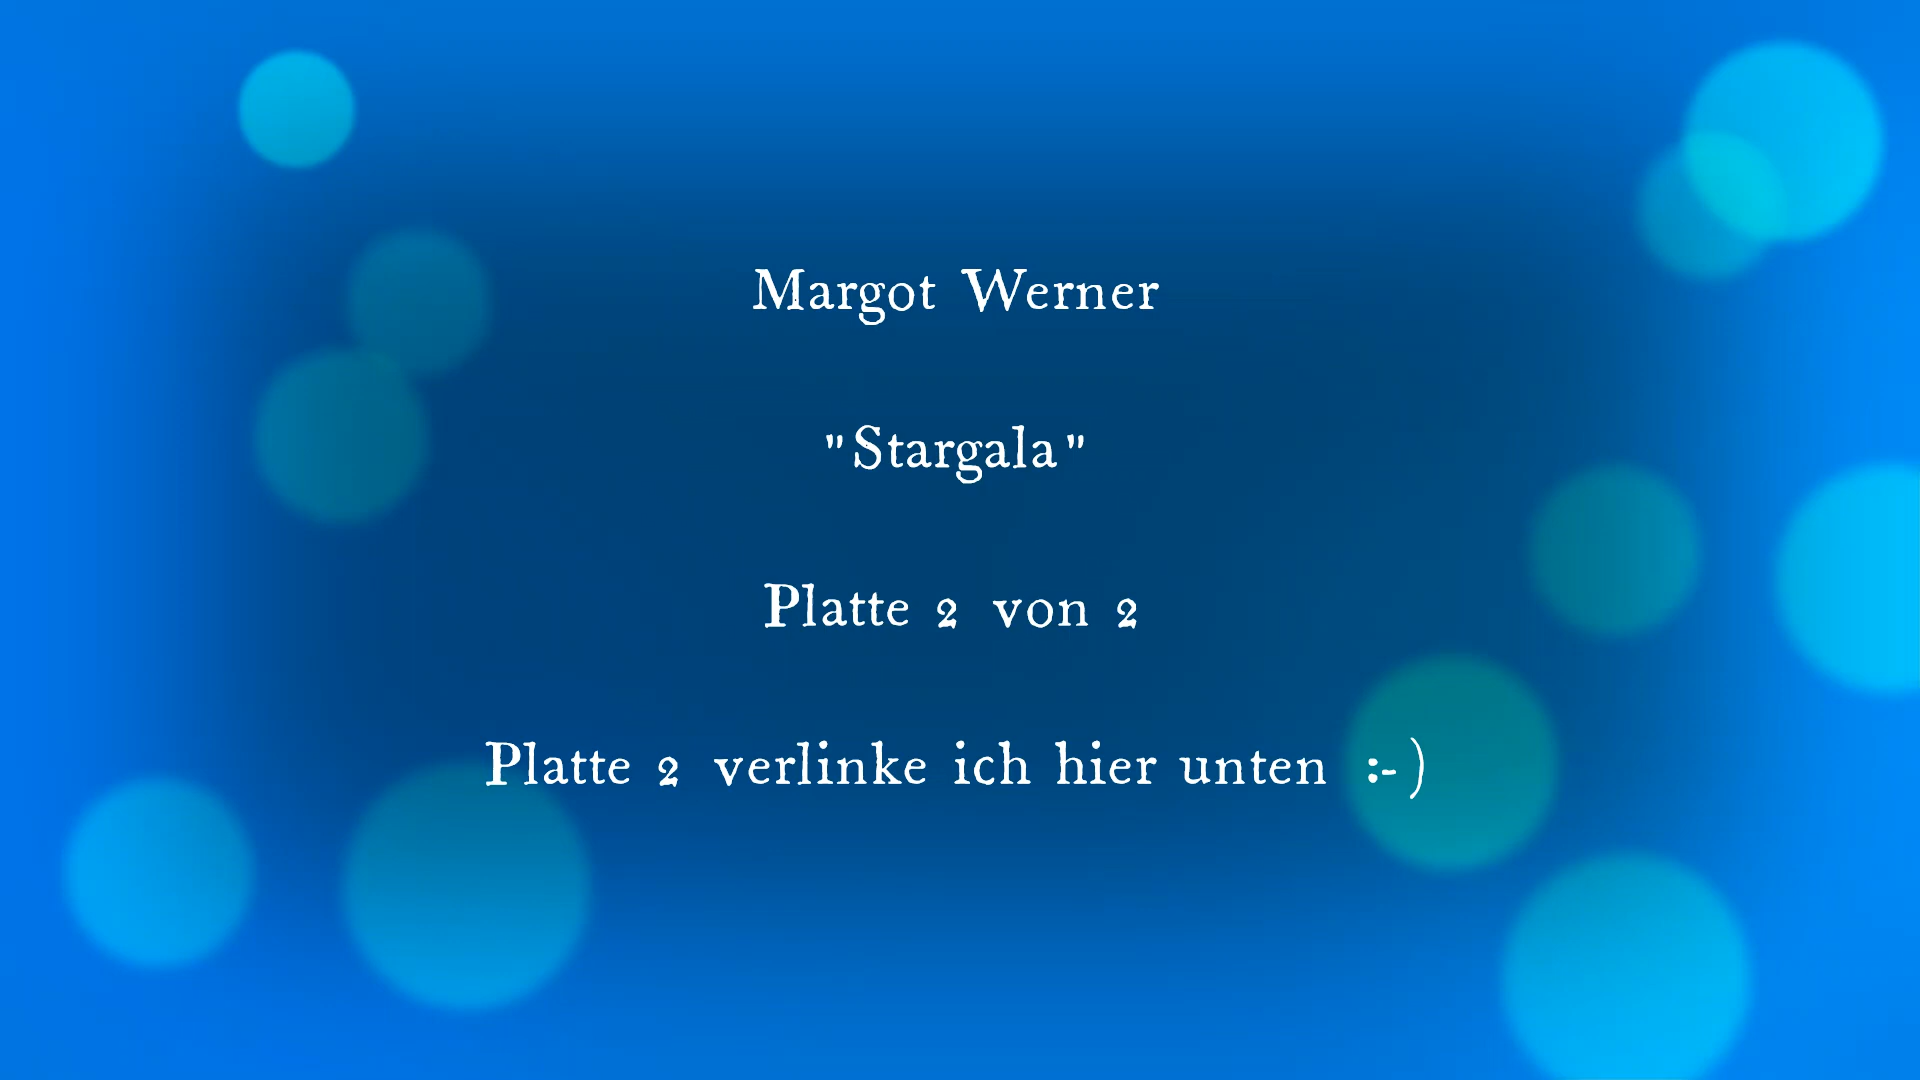 Margot Werner
"Stargala"
Platte 2 von 2
Platte 2 verlinke ich hier unten :-)